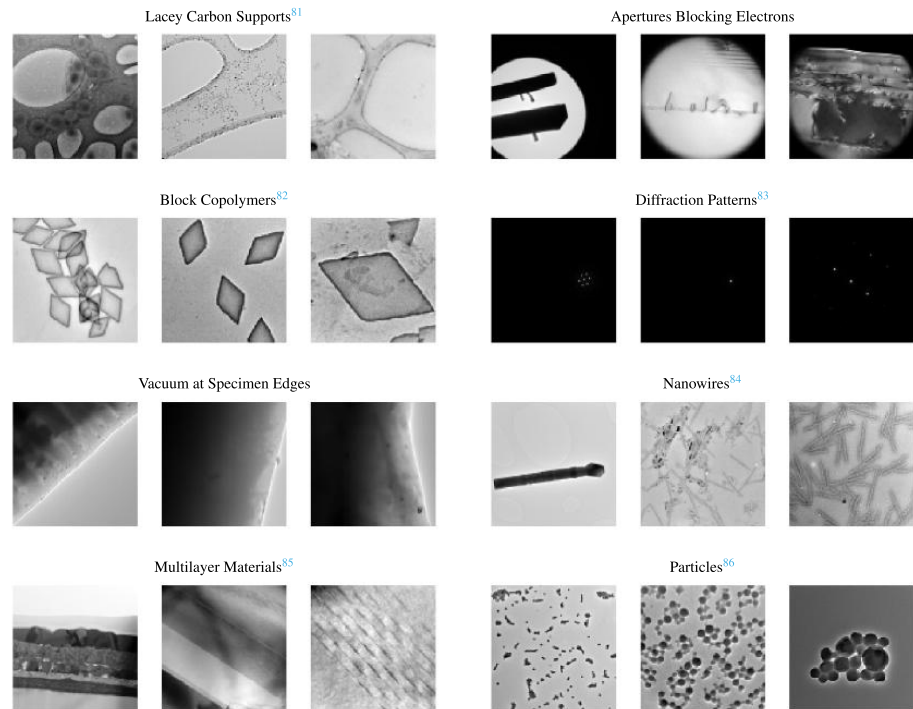 Lacey Carbon Supports81
Apertures Blocking Electrons
Block Copolymers82
Diffraction Patterns83
Vacuum at Specimen Edges
Nanowires84
Multilayer Materials85
Particles86